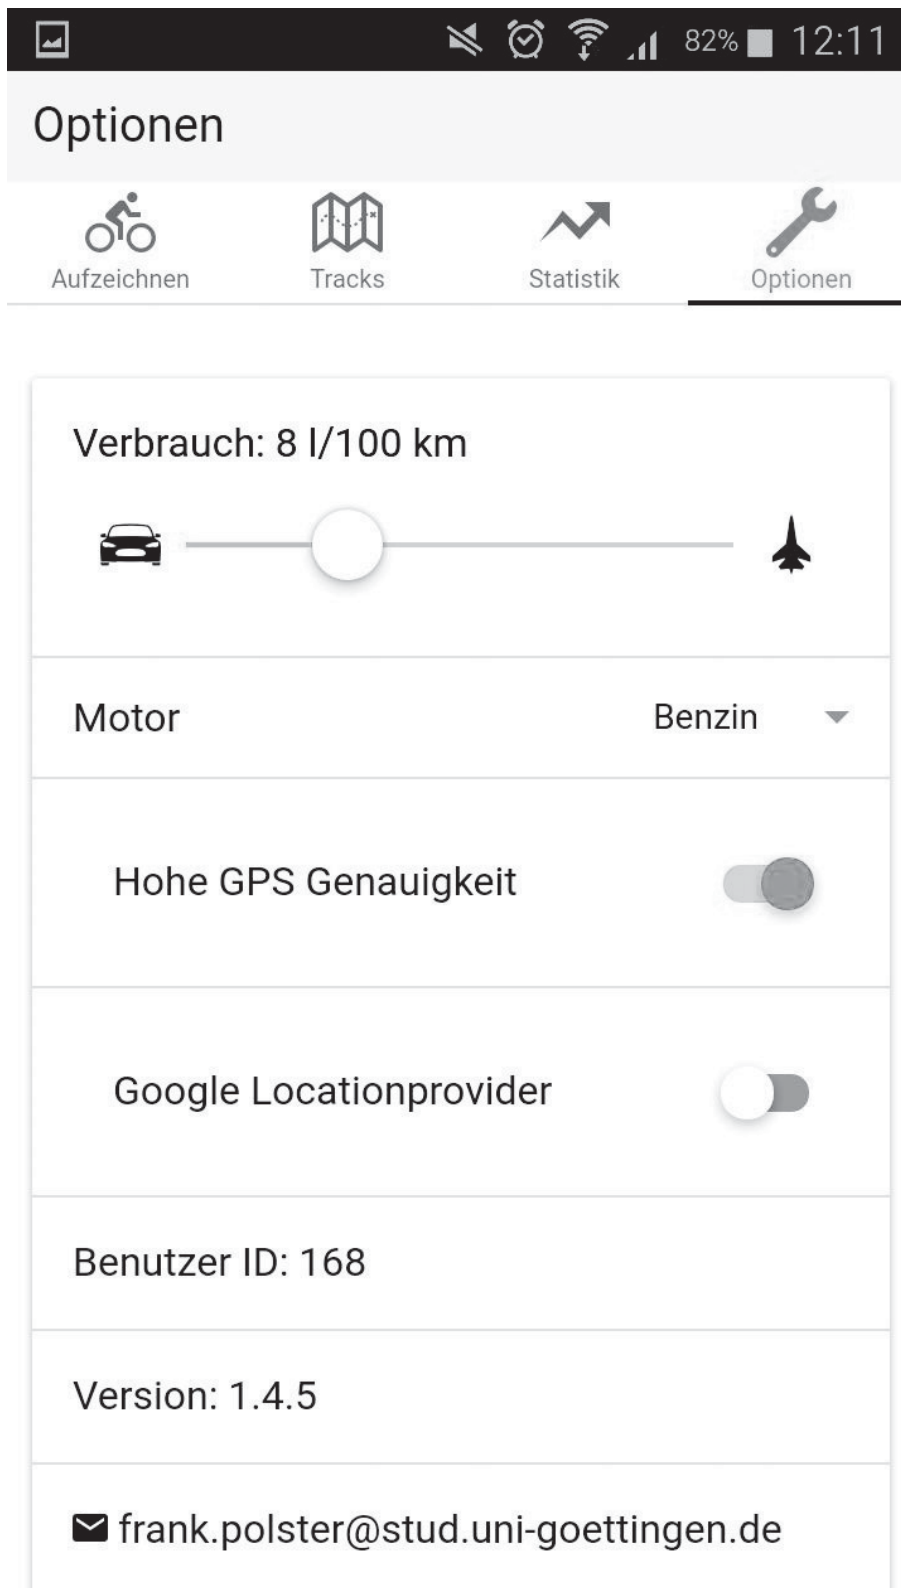 82% 12:11
Optionen
Aufzeichnen Tracks Statistik Optionen
Verbrauch: 8 l/100 km
Motor Benzin
Hohe GPS Genauigkeit
Google Locationprovider
Benutzer ID: 168
Version: 1.4.5
frank.polster@stud.uni-goettingen.de